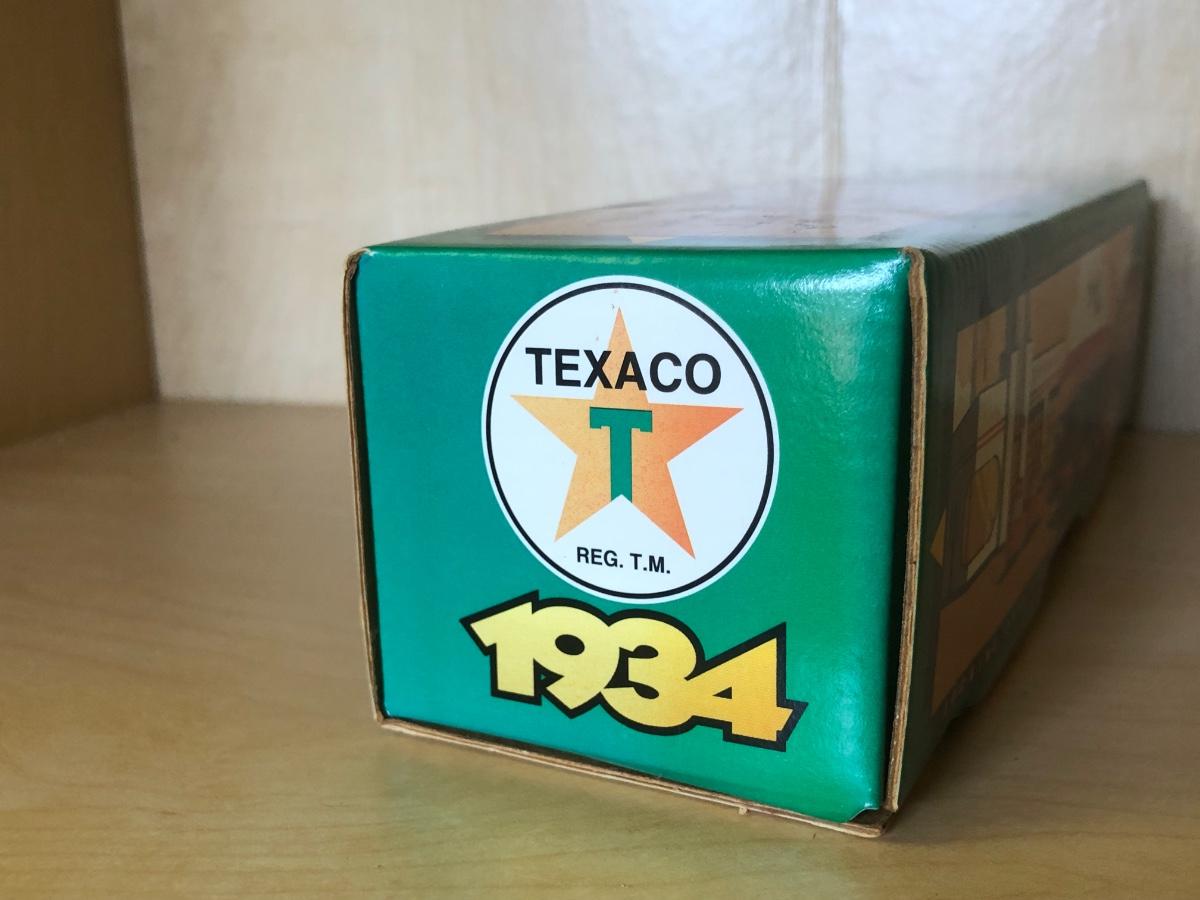 TEXACO
T
REG. T.M.
1934